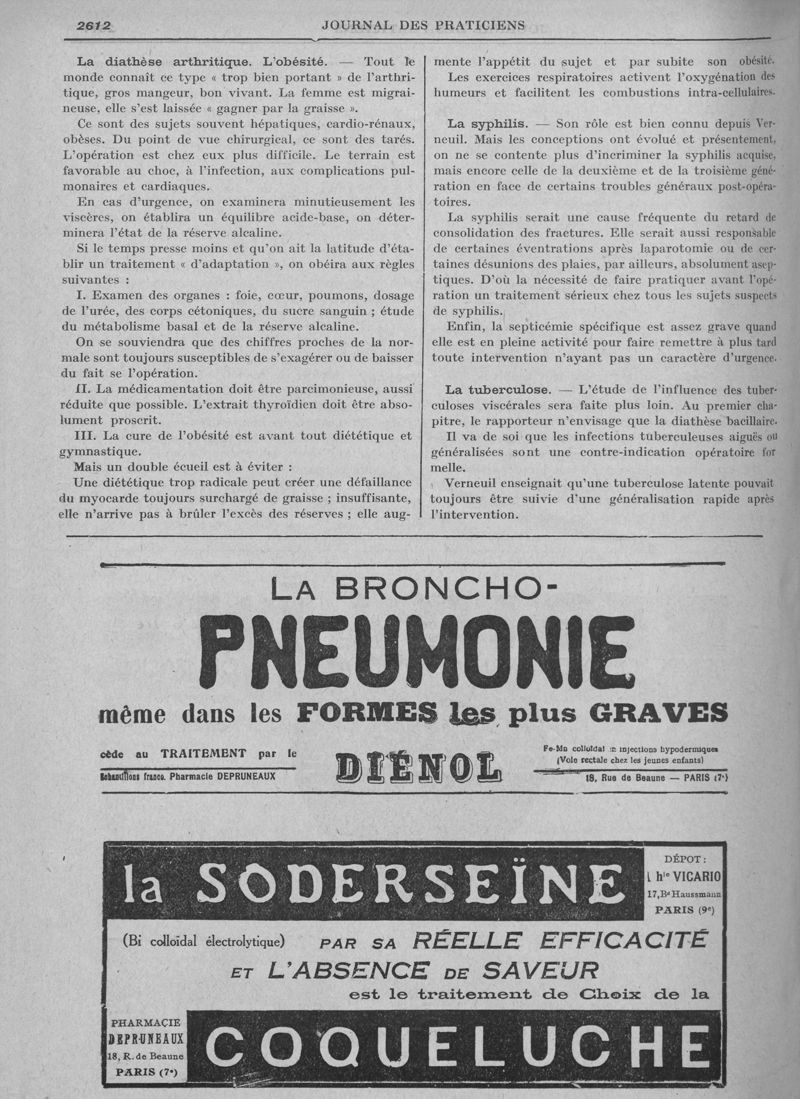 2612
JOURNAL DES PRATICIENS
La diathèse arthritique. L'obésité. — Tout le
monde connaît ce type « trop bien portant » de l'arthri-
tique, gros mangeur, bon vivant. La femme est migrai-
neuse, elle s'est laissée « gagner par la graisse ».
Ce sont des sujets souvent hépatiques, cardio-rénaux,
obèses. Du point de vue chirurgical, ce sont des tarés.
L'opération est chez eux plus difficile. Le terrain est
favorable au choc, à l'infection, aux complications pul-
monaires et cardiaques.
En cas d'urgence, on examinera minutieusement les
viscères, on établira un équilibre acide-base, on déter-
minera l'état de la réserve alcaline.
Si le temps presse moins et qu'on ait la latitude d'éta-
blir un traitement « d'adaptation », on obéira aux règles
suivantes :
I. Examen des organes : foie, cœur, poumons, dosage
de l'urée, des corps cétoniques, du sucre sanguin ; étude
du métabolisme basal et de la réserve alcaline.
On se souviendra que des chiffres proches de la nor-
male sont toujours susceptibles de s'exagérer ou de baisser
du fait se l'opération.
II. La médicamentation doit être parcimonieuse, aussi
réduite que possible. L'extrait thyroïdien doit être abso-
lument proscrit.
III. La cure de l'obésité est avant tout diététique et
gymnastique.
Mais un double écueil est à éviter :
Une diététique trop radicale peut créer une défaillance
du myocarde toujours surchargé de graisse ; insuffisante,
elle n'arrive pas à brûler l'excès des réserves ; elle aug-
mente l'appétit du sujet et par subite son obésité.
Les exercices respiratoires activent l'oxygénation des
humeurs et facilitent les combustions intra-cellulaires.
La syphilis. — Son rôle est bien connu depuis Ver-
neuil. Mais les conceptions ont évolué et présentement,
on ne se contente plus d'incriminer la syphilis acquise,
mais encore celle de la deuxième et de la troisième géné-
ration en face de certains troubles généraux post-opéra-
toires.
La syphilis serait une cause fréquente du retard de
consolidation des fractures. Elle serait aussi responsable
de certaines éventrations après laparotomie ou de cer-
taines désunions des plaies, par ailleurs, absolument asep-
tiques. D'où la nécessité de faire pratiquer avant l'opé-
ration un traitement sérieux chez tous les sujets suspects
de syphilis.
Enfin, la septicémie spécifique est assez grave quand
elle est en pleine activité pour faire remettre à plus tard
toute intervention n'ayant pas un caractère d'urgence.
La tuberculose. — L'étude de l'influence des tuber-
culoses viscérales sera faite plus loin. Au premier cha-
pitre, le rapporteur n'envisage que la diathèse bacillaire.
Il va de soi que les infections tuberculeuses aiguës ou
généralisées sont une contre-indication opératoire for
melle.
Verneuil enseignait qu'une tuberculose latente pouvait
toujours être suivie d'une généralisation rapide après
l'intervention.
LA BRONCHO-
PNEUMONIE
même dans les FORMES les plus GRAVES
cède au TRAITEMENT par le
Echantillons franco. Pharmacie DEPRUNEAUX
DIÉNOL
Fe-Mn colloïdal en injections hypodermiques
(Voie rectale chez les jeunes enfants)
18, Rue de Beaune — PARIS (7e)
la SODERSEÏNE
DÉPOT :
Phie VICARIO
17, Bd Haussmann
PARIS (9e)
(Bi colloïdal électrolytique) PAR SA RÉELLE EFFICACITÉ
ET L'ABSENCE DE SAVEUR
est le traitement de Choix de la
PHARMACIE
DEPRUNEAUX
18, R. de Beaune
PARIS (7e)
COQUELUCHE